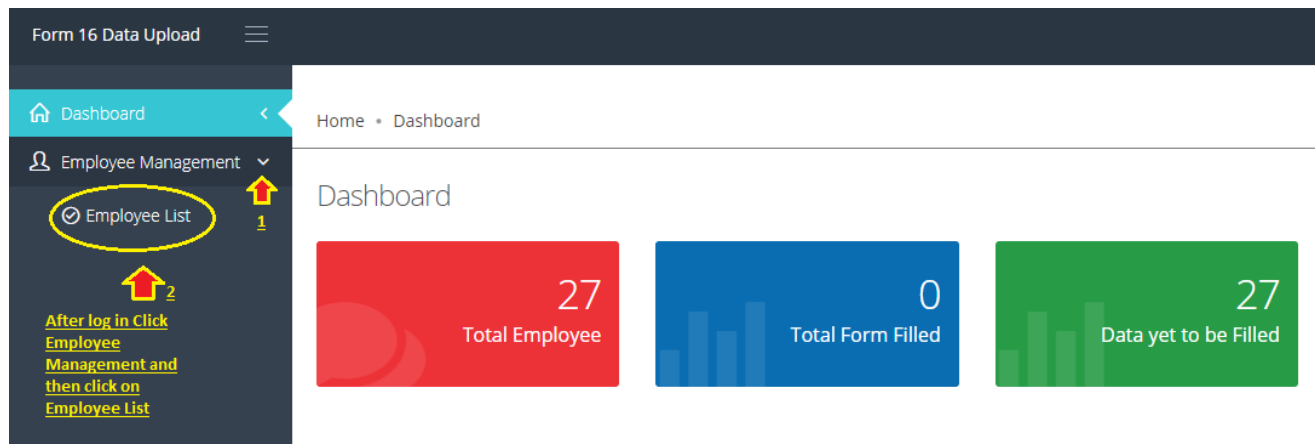 Form 16 Data Upload
Dashboard
Employee Management
Employee List
1
2
After log in Click
Employee
Management and
then click on
Employee List
Home • Dashboard
Dashboard
27
Total Employee
0
Total Form Filled
27
Data yet to be Filled